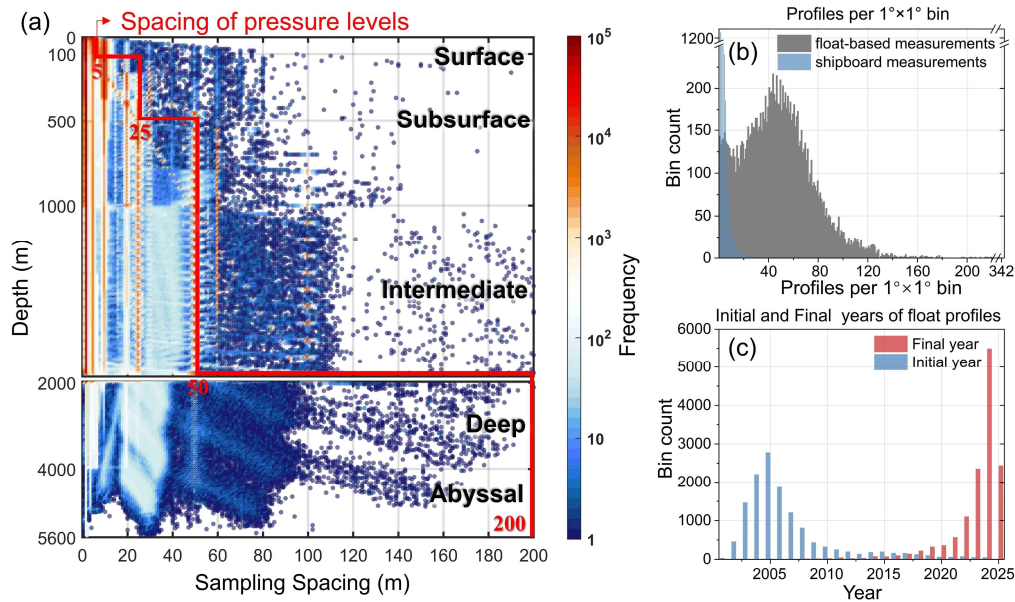 (a)
Spacing of pressure levels
0
100
500
1000
2000
4000
5600
Depth (m)
5
25
50
200
Surface
Subsurface
Intermediate
Deep
Abyssal
0 20 40 60 80 100 120 140 160 180 200
Sampling Spacing (m)
10^5
10^4
10^3
10^2
10
1
Frequency
Profiles per 1°×1° bin
(b)
float-based measurements
shipboard measurements
1200
200
150
100
50
0
Bin count
40 80 120 160 200 342
Profiles per 1°×1° bin
Initial and Final years of float profiles
(c)
Final year
Initial year
6000
5000
4000
3000
2000
1000
0
Bin count
2005 2010 2015 2020 2025
Year